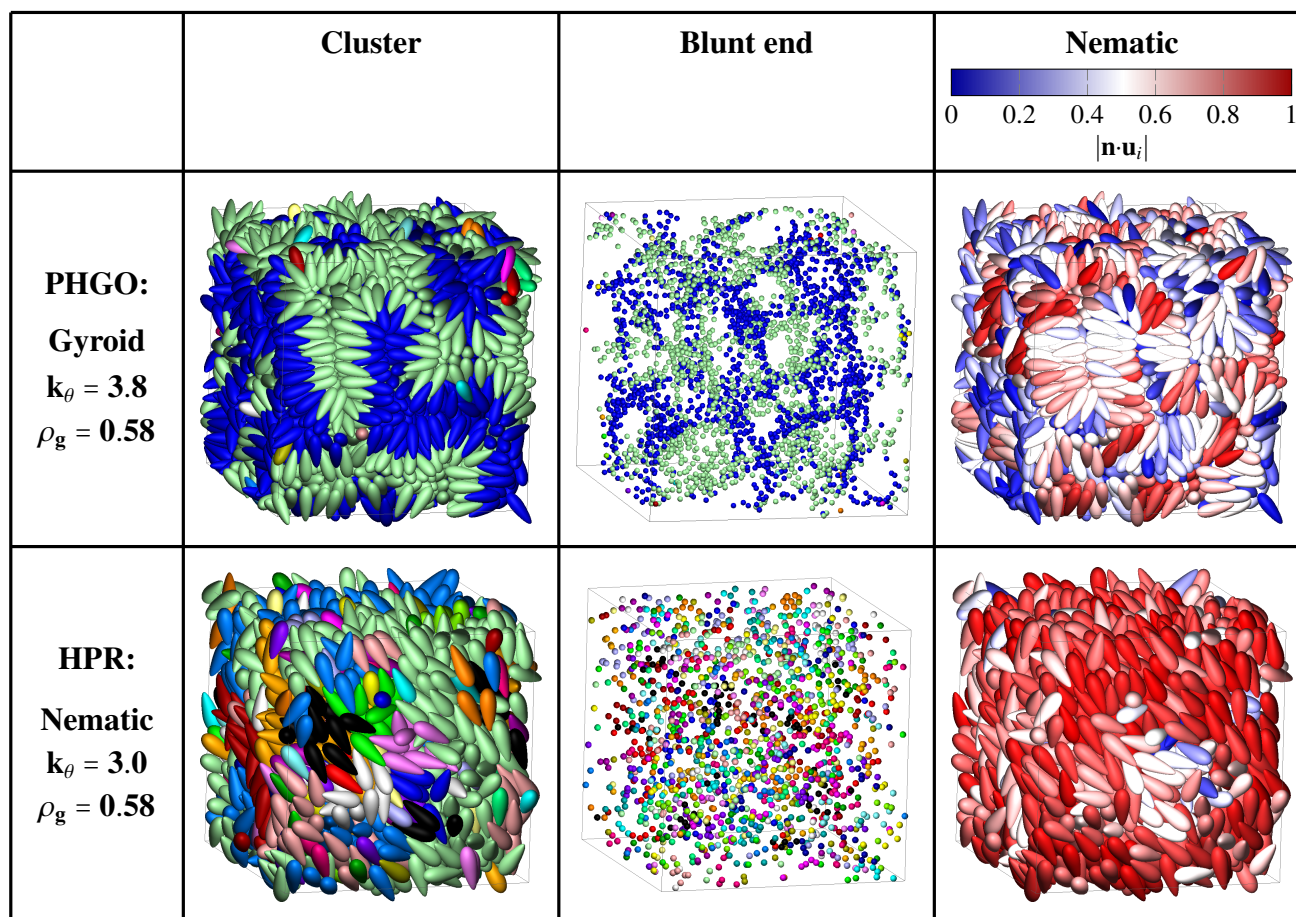 Cluster
Blunt end
Nematic
0 0.2 0.4 0.6 0.8 1
|n·uᵢ|
PHGO:
Gyroid
k_θ = 3.8
ρ_g = 0.58
HPR:
Nematic
k_θ = 3.0
ρ_g = 0.58